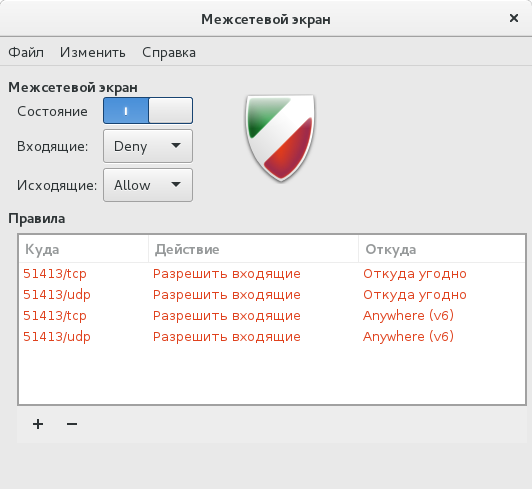 Межсетевой экран
Файл Изменить Справка
Межсетевой экран
Состояние
Входящие: Deny
Исходящие: Allow
Правила
Куда Действие Откуда
51413/tcp Разрешить входящие Откуда угодно
51413/udp Разрешить входящие Откуда угодно
51413/tcp Разрешить входящие Anywhere (v6)
51413/udp Разрешить входящие Anywhere (v6)